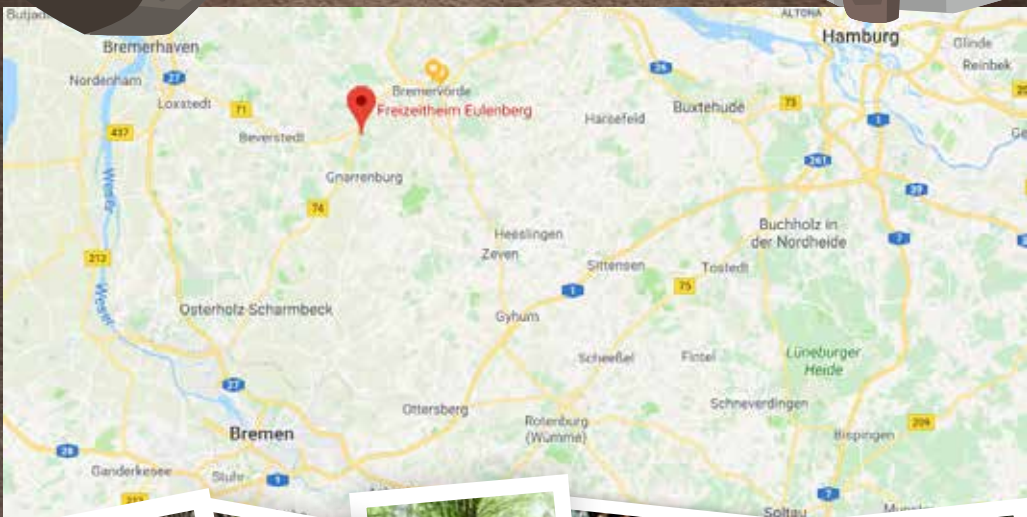 ALTONA
Hamburg
Glinde
Reinbek
Bremerhaven
Nordenham
27
26
Loxstedt
71
Bremervörde
Freizeitheim Eulenberg
Buxtehude
73
Harsefeld
1
437
Beverstedt
261
Gnarrenburg
39
74
Weser
Buchholz in
der Nordheide
7
Heeslingen
Zeven
212
Sittensen
Tostedt
75
1
Weser
Osterholz-Scharmbeck
Gyhum
Scheeßel
Fintel
Lüneburger
Heide
27
Ottersberg
Schneverdingen
Rotenburg
(Wümme)
209
Bremen
Bispingen
28
Ganderkesee
Stuhr
1
7
Soltau